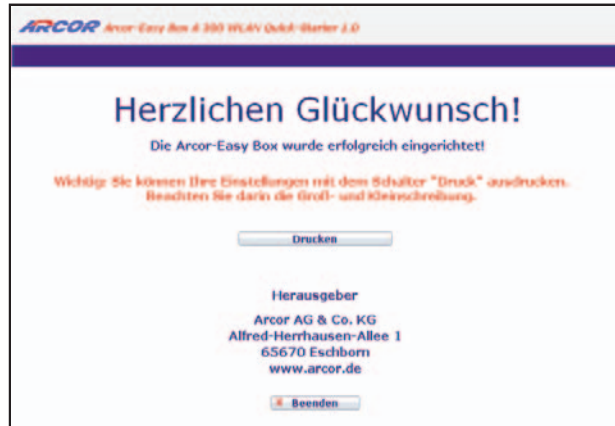 ARCOR Arcor-Easy Box A 300 WLAN Quick-Starter 1.0
Herzlichen Glückwunsch!
Die Arcor-Easy Box wurde erfolgreich eingerichtet!
Wichtig: Sie können Ihre Einstellungen mit dem Schalter "Druck" ausdrucken.
Beachten Sie darin die Groß- und Kleinschreibung.
Drucken
Herausgeber
Arcor AG & Co. KG
Alfred-Herrhausen-Allee 1
65670 Eschborn
www.arcor.de
Beenden